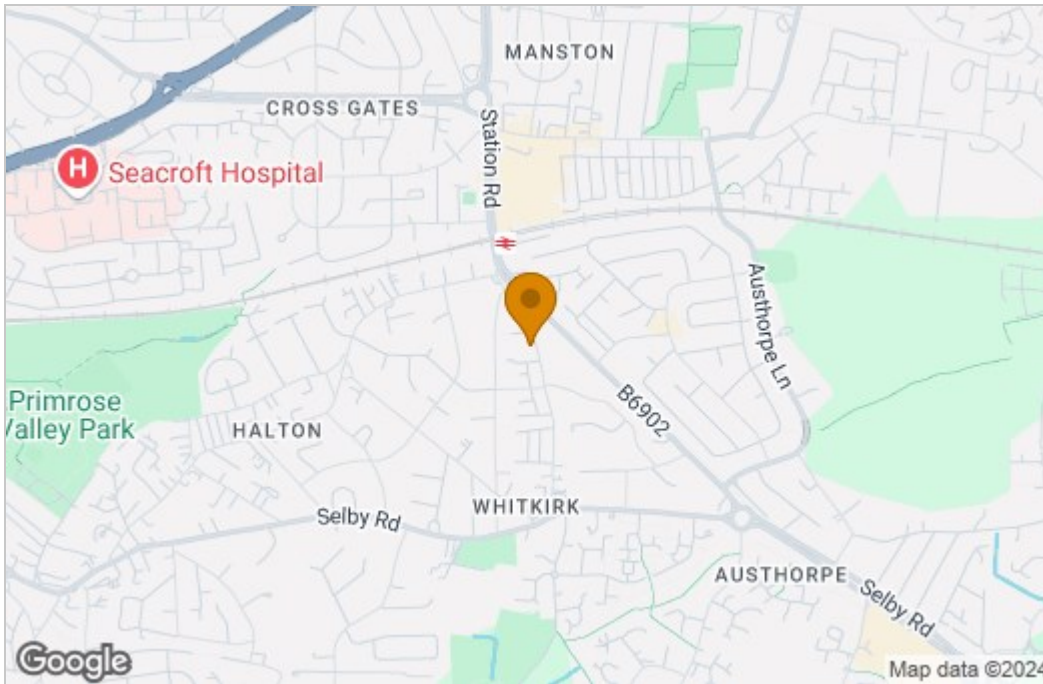 MANSTON
CROSS GATES
Station Rd
H
Seacroft Hospital
Austhorpe Ln
Primrose
Valley Park
HALTON
B6902
WHITKIRK
Selby Rd
AUSTHORPE
Selby Rd
Google
Map data ©2024